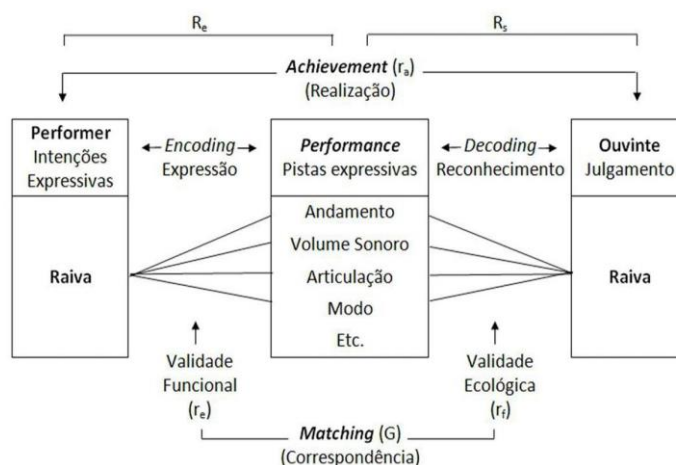 Rₑ
Rₛ
Achievement (rₐ)
(Realização)
Performer
Intenções
Expressivas
Encoding
Expressão
Performance
Pistas expressivas
Decoding
Reconhecimento
Ouvinte
Julgamento
Raiva
Andamento
Volume Sonoro
Articulação
Modo
Etc.
Raiva
Validade
Funcional
(rₑ)
Validade
Ecológica
(r_f)
Matching (G)
(Correspondência)